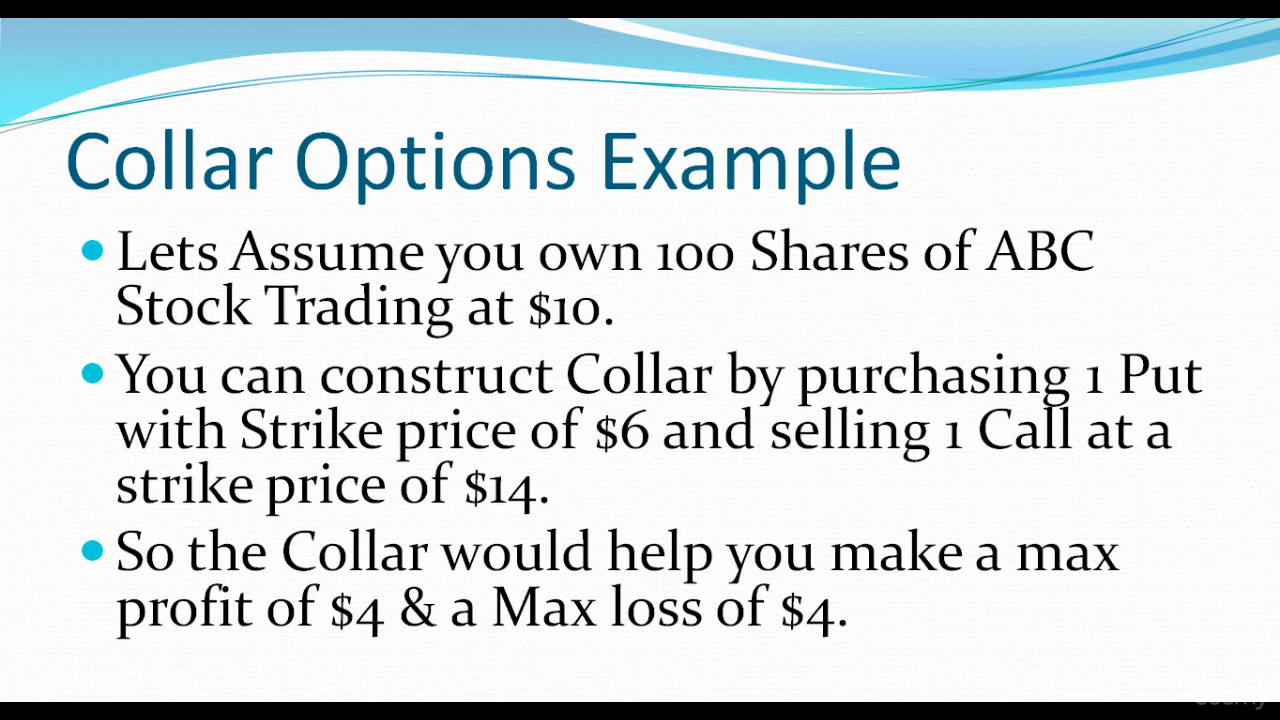 Collar Options Example
• Lets Assume you own 100 Shares of ABC
Stock Trading at $10.
• You can construct Collar by purchasing 1 Put
with Strike price of $6 and selling 1 Call at a
strike price of $14.
• So the Collar would help you make a max
profit of $4 & a Max loss of $4.